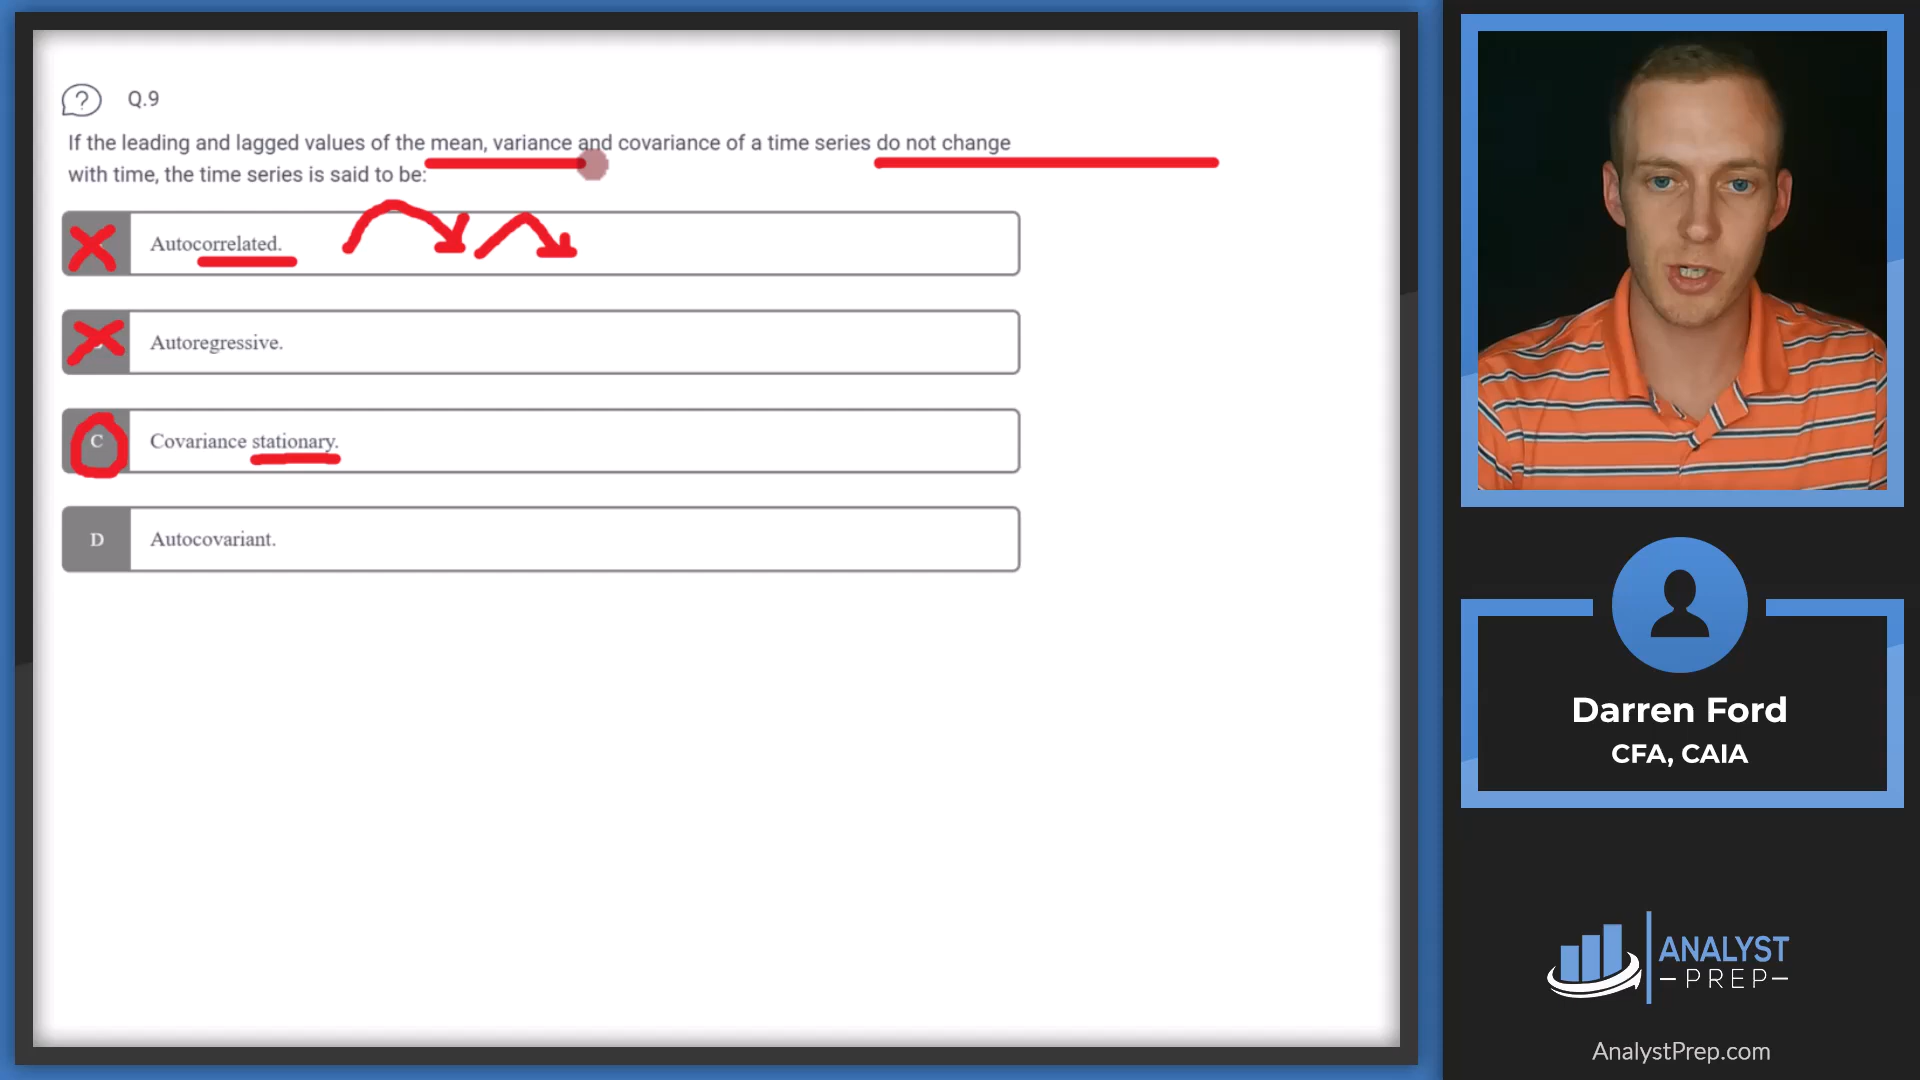 Q.9
If the leading and lagged values of the mean, variance and covariance of a time series do not change
with time, the time series is said to be:
Autocorrelated.
Autoregressive.
C
Covariance stationary.
D
Autocovariant.
Darren Ford
CFA, CAIA
ANALYST
PREP
AnalystPrep.com